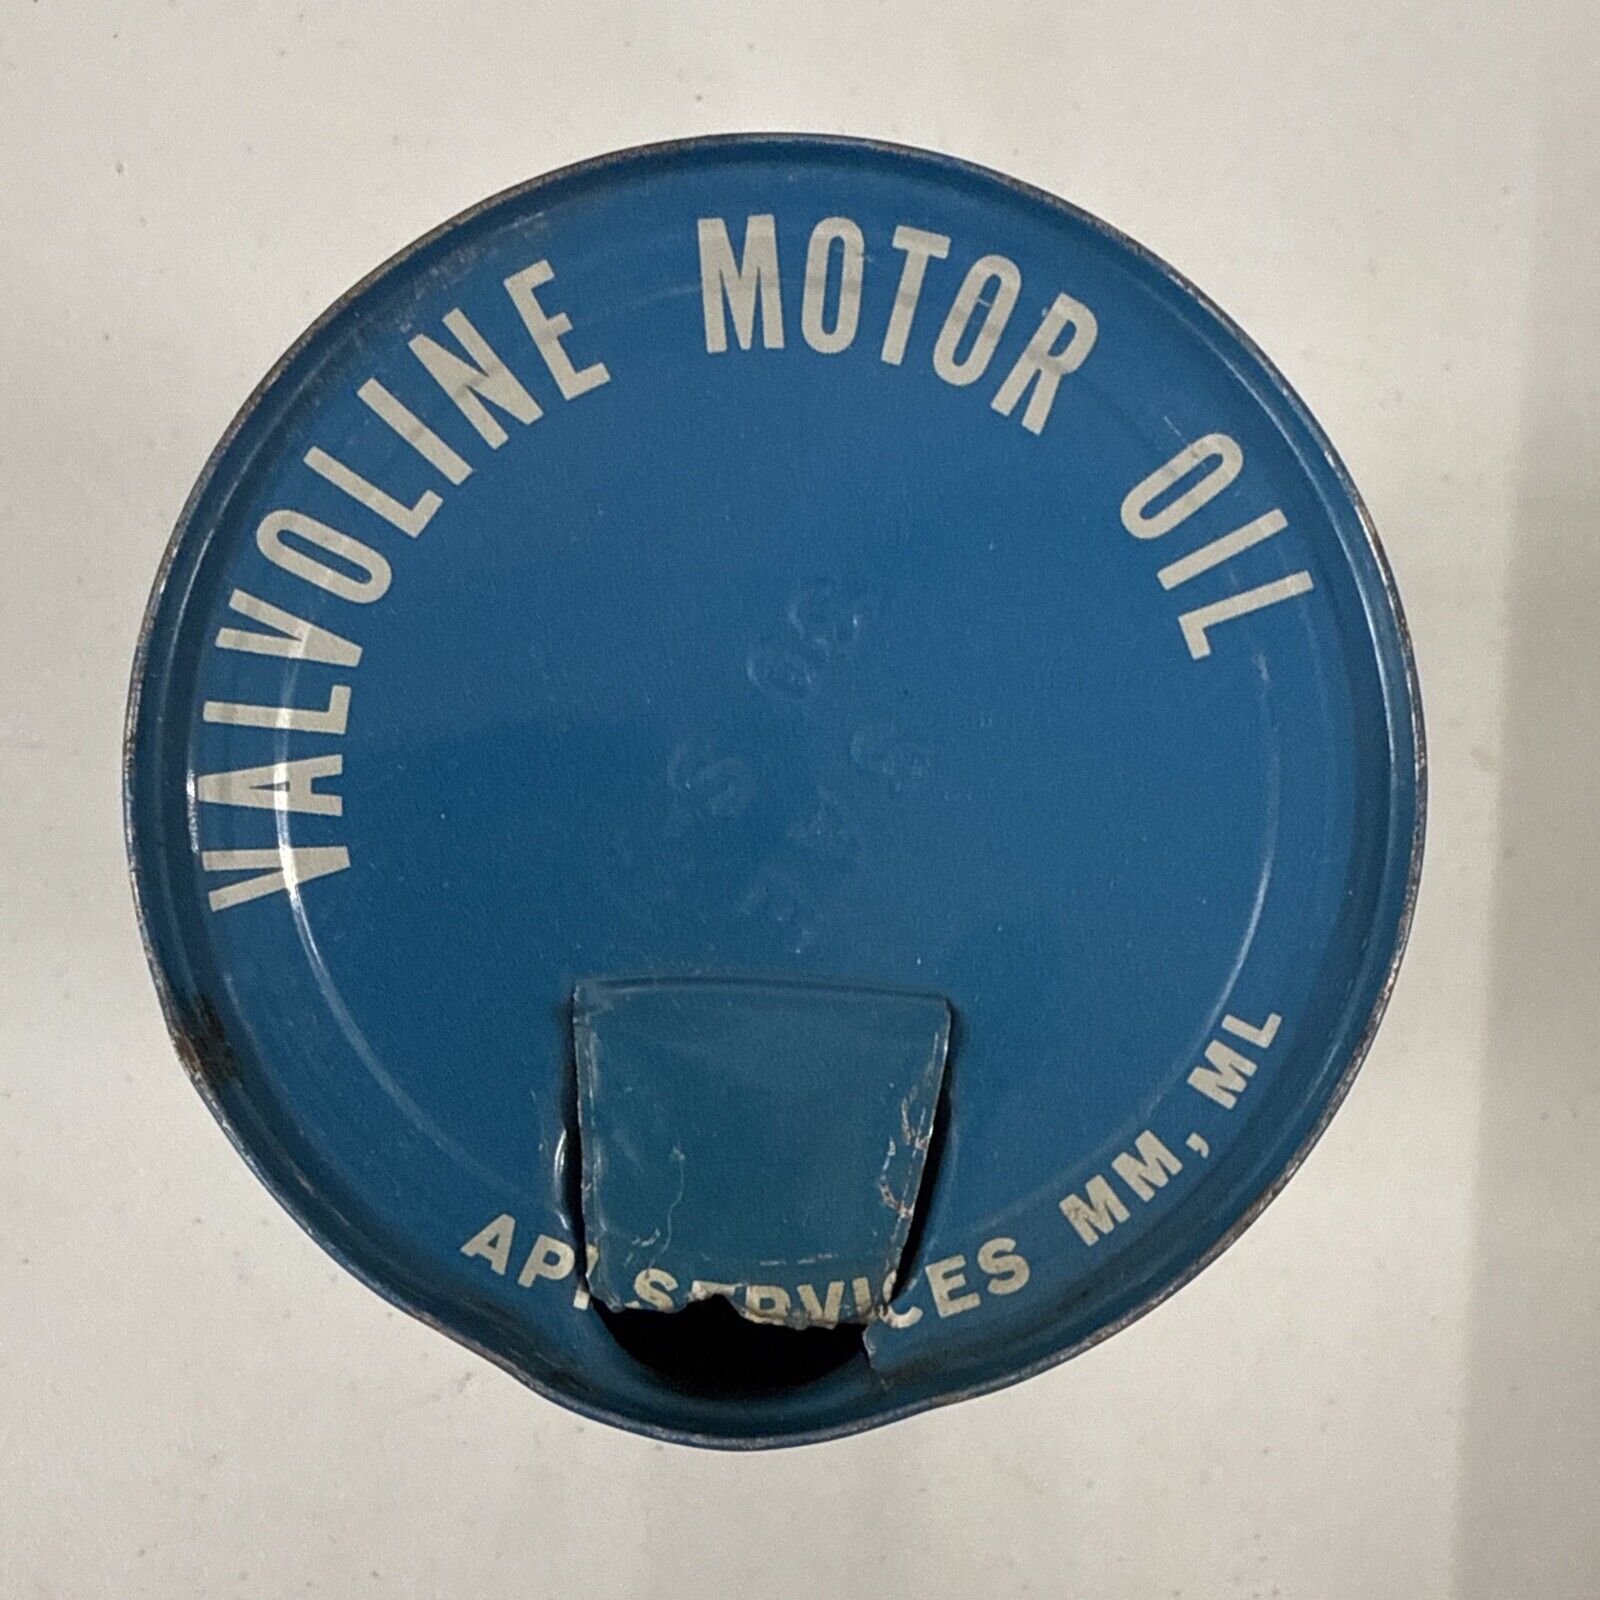 VALVOLINE MOTOR OIL
API SERVICES MM, ML